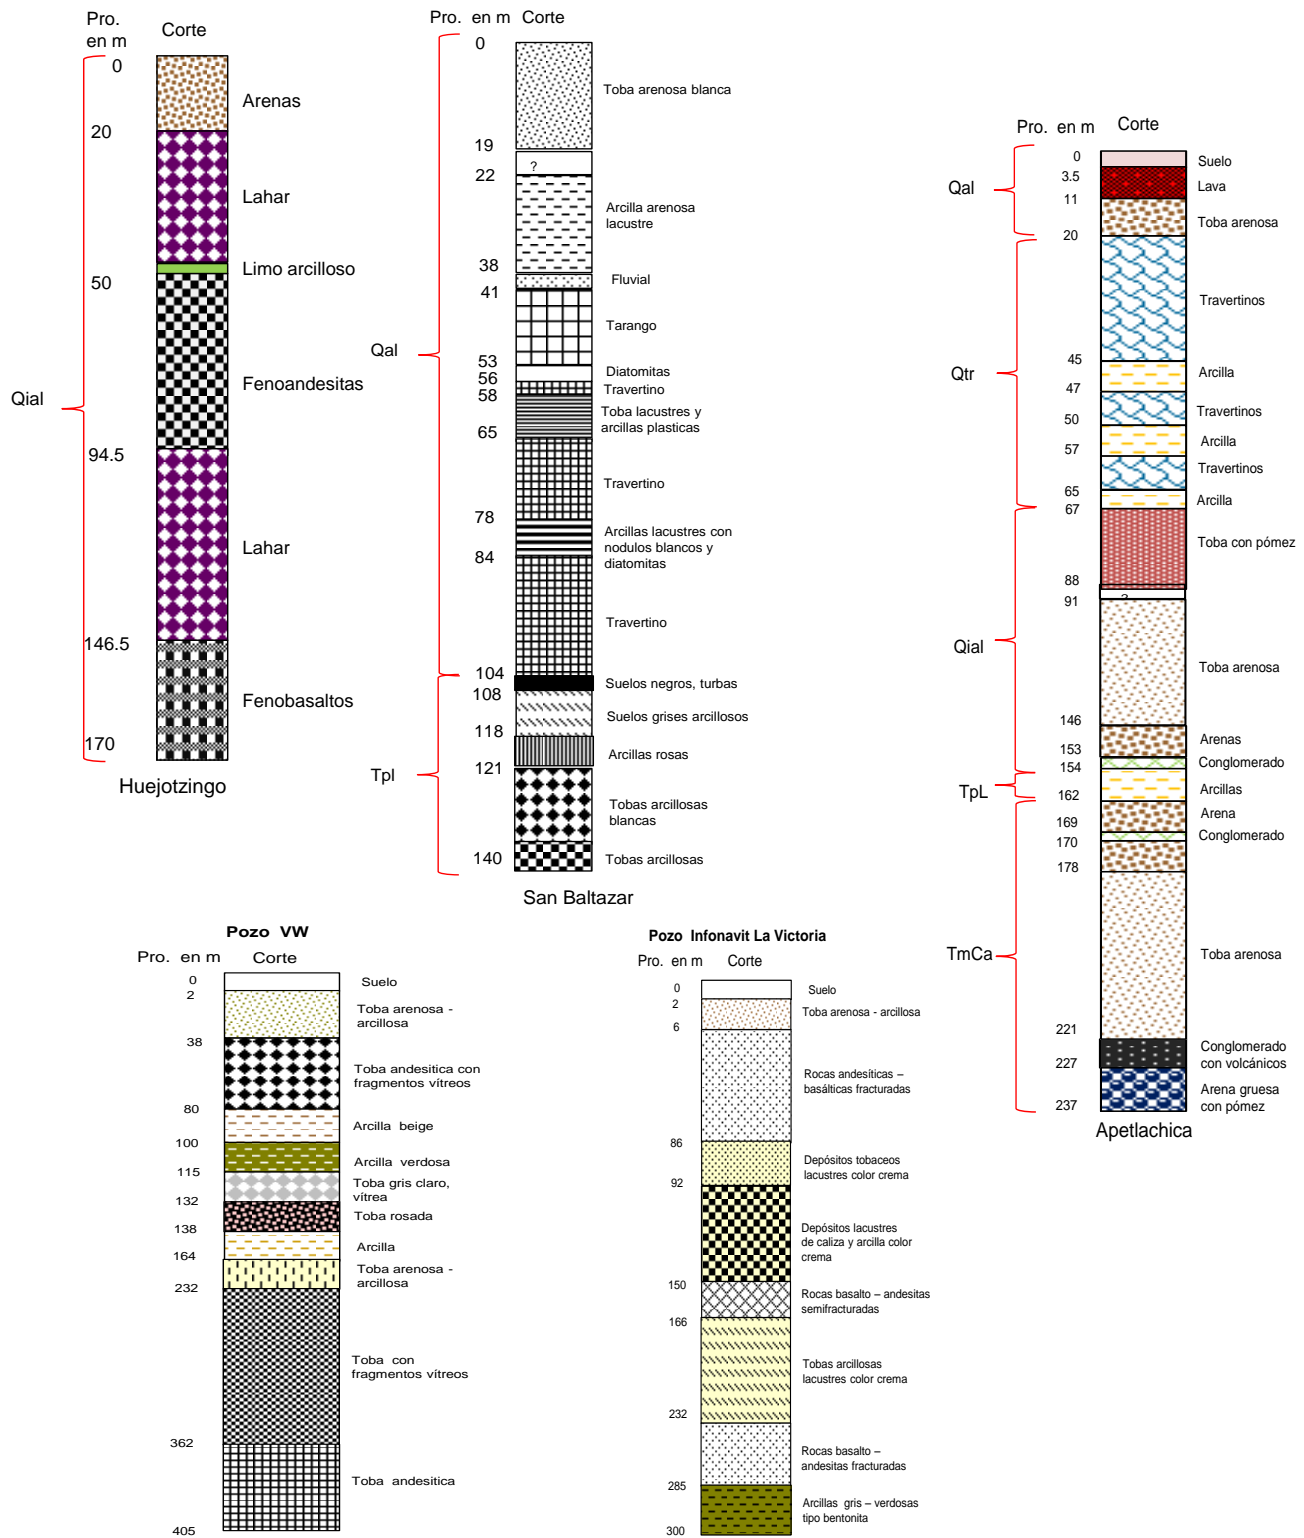 Pro.
en m
Corte
0
Arenas
20
Lahar
Limo arcilloso
50
Fenoandesitas
Qial
94.5
Lahar
146.5
Fenobasaltos
170
Huejotzingo
Pro. en m Corte
0
Toba arenosa blanca
19
?
22
Arcilla arenosa
lacustre
38
Fluvial
41
Tarango
Qal
53
Diatomitas
56
Travertino
58
Toba lacustres y
arcillas plasticas
65
Travertino
78
Arcillas lacustres con
nodulos blancos y
diatomitas
84
Travertino
104
Suelos negros, turbas
108
Suelos grises arcillosos
118
Arcillas rosas
Tpl
121
Tobas arcillosas
blancas
140
Tobas arcillosas
San Baltazar
Pro. en m Corte
0
Suelo
3.5
Qal
Lava
11
Toba arenosa
20
Travertinos
45
Qtr
Arcilla
47
Travertinos
50
Arcilla
57
Travertinos
65
Arcilla
67
Toba con pómez
88
?
91
Qial
Toba arenosa
146
Arenas
153
Conglomerado
154
TpL
Arcillas
162
Arena
169
Conglomerado
170
178
TmCa
Toba arenosa
221
Conglomerado
con volcánicos
227
Arena gruesa
con pómez
237
Apetlachica
Pozo VW
Pro. en m Corte
0
Suelo
2
Toba arenosa -
arcillosa
38
Toba andesitica con
fragmentos vítreos
80
Arcilla beige
100
Arcilla verdosa
115
Toba gris claro,
vítrea
132
Toba rosada
138
Arcilla
164
Toba arenosa -
arcillosa
232
Toba con
fragmentos vítreos
362
Toba andesitica
405
Pozo Infonavit La Victoria
Pro. en m Corte
0
Suelo
2
Toba arenosa - arcillosa
6
Rocas andesíticas –
basálticas fracturadas
86
Depósitos tobaceos
lacustres color crema
92
Depósitos lacustres
de caliza y arcilla color
crema
150
Rocas basalto – andesitas
semifracturadas
166
Tobas arcillosas
lacustres color crema
232
Rocas basalto –
andesitas fracturadas
285
Arcillas gris – verdosas
tipo bentonita
300